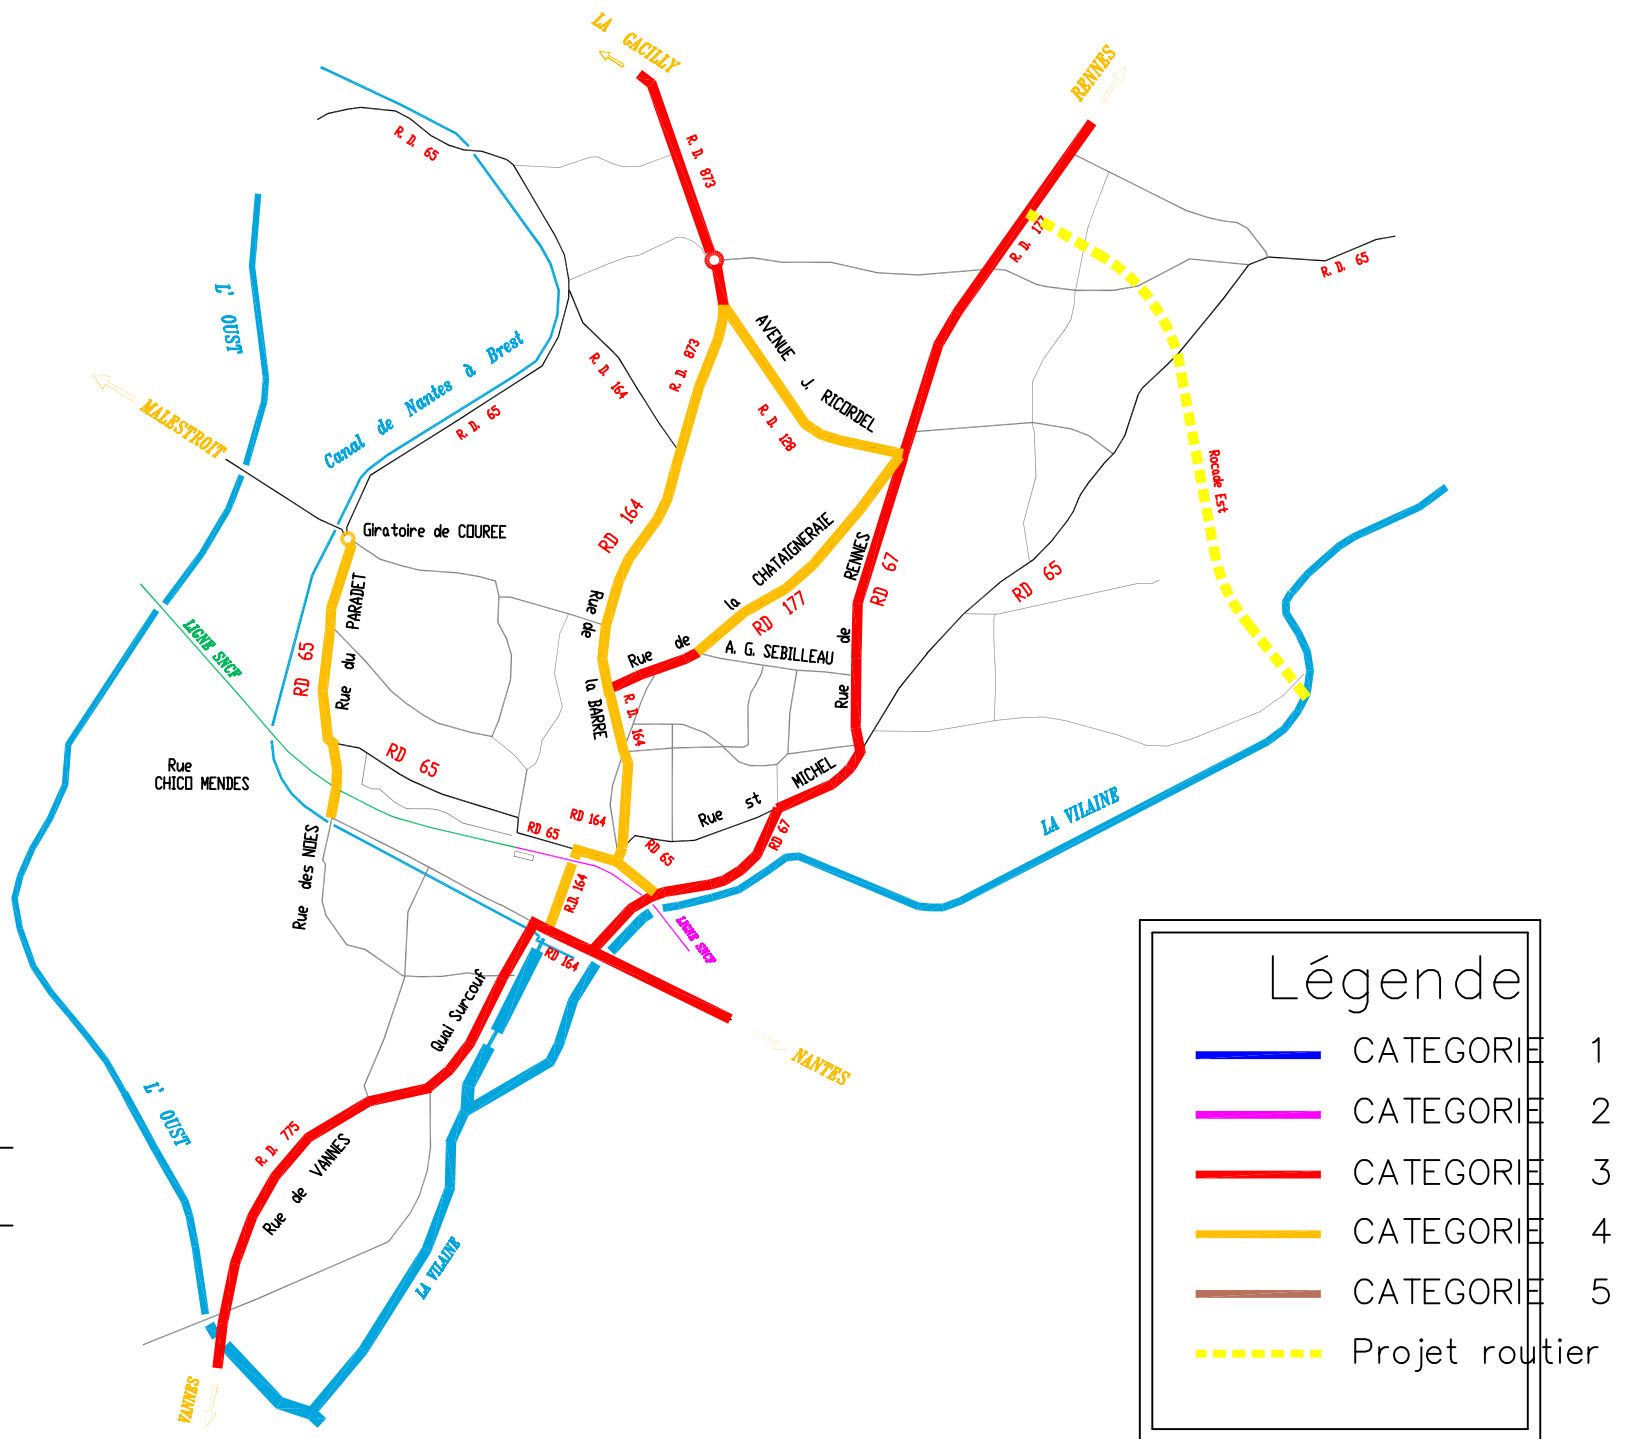 LA GACILLY
RENNES
R. D. 65
R. D. 873
R. D. 177
R. D. 65
L' OUST
AVENUE J. RICORDEL
R. D. 873
Canal de Nantes à Brest
R. D. 164
MALESTROIT
R. D. 65
R. D. 128
Rocade Est
RD 164
Giratoire de COUREE
CHATAIGNERAIE
RENNES
RD 67
RD 65
Rue du PARADET
LIGNE SNCF
RD 65
Rue de la BARRE
Rue de la
RD 177
A. G. SEBILLEAU
Rue de
R. D. 164
RD 65
Rue
CHICO MENDES
Rue st MICHEL
LA VILAINE
RD 164
RD 65
RD 65
RD 67
Rue des NOES
R.D. 164
LIGNE SNCF
RD 164
Quai Surcouf
NANTES
L' OUST
R. D. 775
Rue de VANNES
LA VILAINE
VANNES
Légende
CATEGORIE 1
CATEGORIE 2
CATEGORIE 3
CATEGORIE 4
CATEGORIE 5
Projet routier